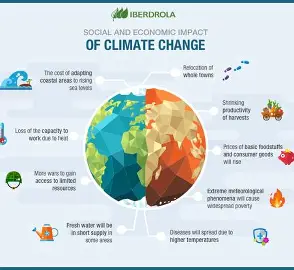 IBERDROLA
SOCIAL AND ECONOMIC IMPACT
OF CLIMATE CHANGE
The cost of adapting
coastal areas to rising
sea levels
Relocation of
whole towns
Shrinking
productivity
of harvests
Loss of the capacity to
work due to heat
Prices of basic foodstuffs
and consumer goods
will rise
More wars to gain
access to limited
resources
Extreme meteorological
phenomena will cause
widespread poverty
Fresh water will be
in short supply in
some areas
Diseases will spread due to
higher temperatures